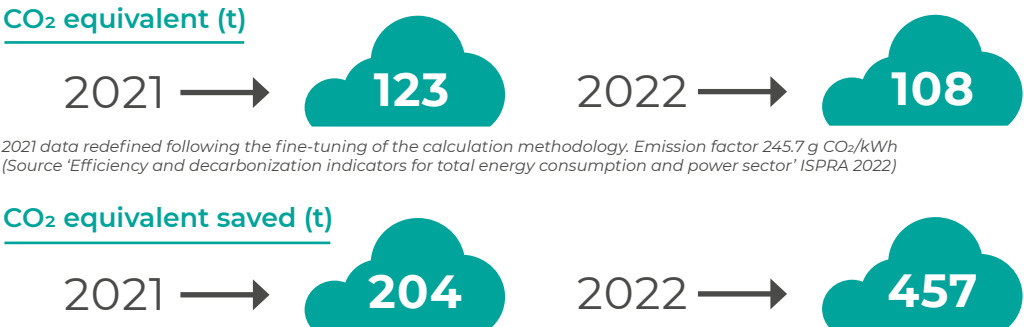 CO₂ equivalent (t)
2021 123 2022 108
2021 data redefined following the fine-tuning of the calculation methodology. Emission factor 245.7 g CO₂/kWh
(Source ‘Efficiency and decarbonization indicators for total energy consumption and power sector’ ISPRA 2022)
CO₂ equivalent saved (t)
2021 204 2022 457